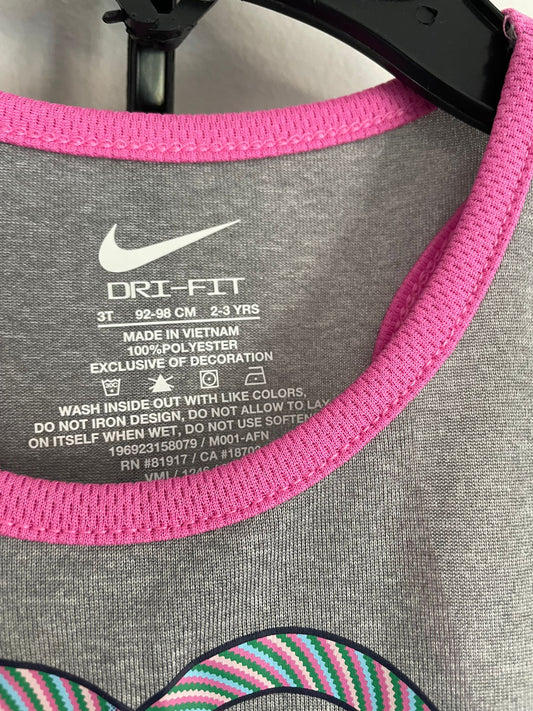 DRI-FIT
3T 92-98 CM 2-3 YRS
MADE IN VIETNAM
100%POLYESTER
EXCLUSIVE OF DECORATION
WASH INSIDE OUT WITH LIKE COLORS,
DO NOT IRON DESIGN, DO NOT ALLOW TO LAY
ON ITSELF WHEN WET, DO NOT USE SOFTEN
196923158079 / M001-AFN
RN #81917 / CA #1870
VMI / 1246